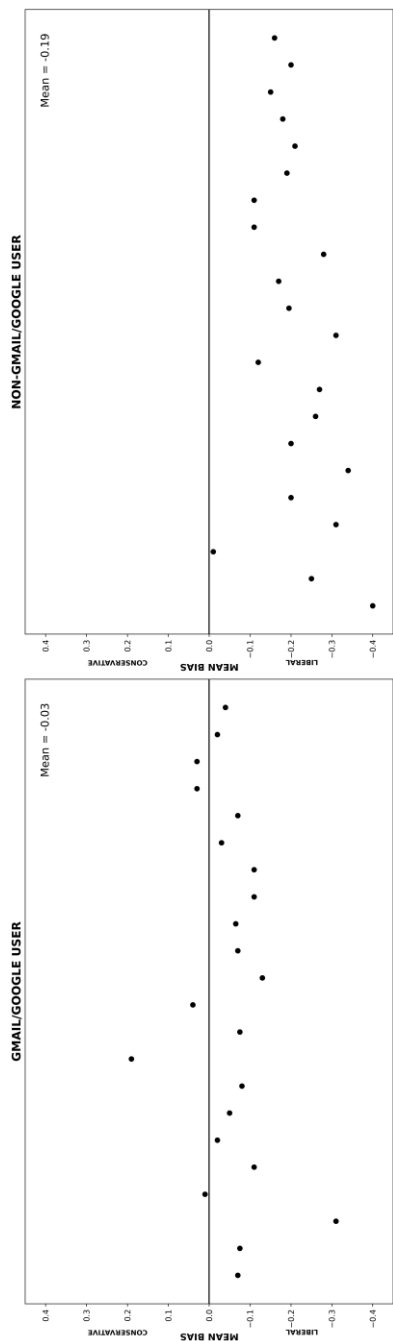 GMAIL/GOOGLE USER
Mean = -0.03
MEAN BIAS
CONSERVATIVE
LIBERAL
0.4
0.3
0.2
0.1
0.0
−0.1
−0.2
−0.3
−0.4
NON-GMAIL/GOOGLE USER
Mean = -0.19
MEAN BIAS
CONSERVATIVE
LIBERAL
0.4
0.3
0.2
0.1
0.0
−0.1
−0.2
−0.3
−0.4